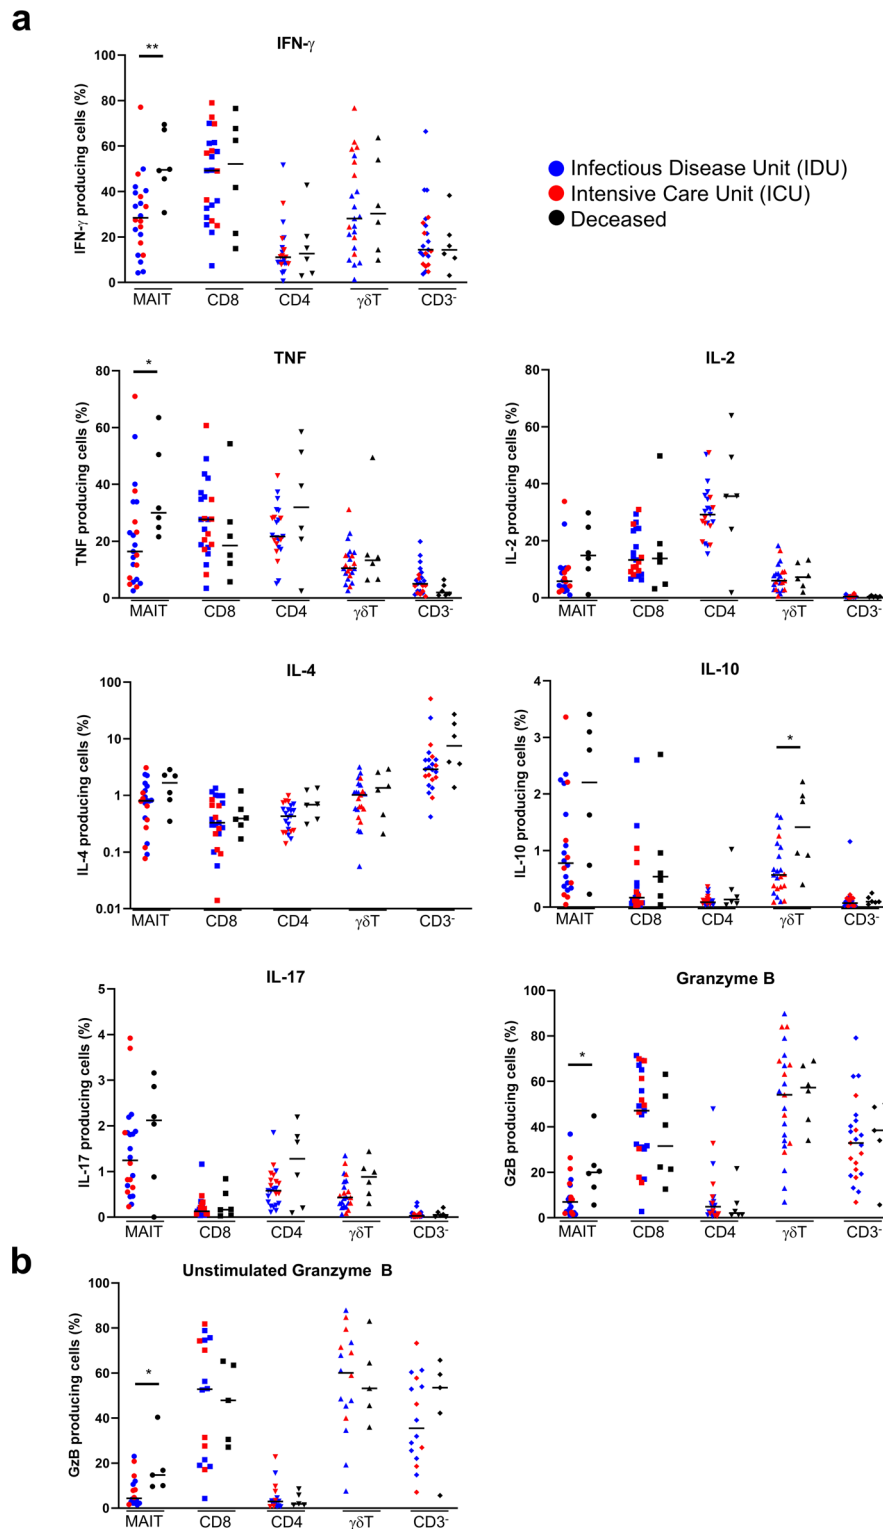 a
IFN-γ
IFN-γ producing cells (%)
100
80
60
40
20
0
**
MAIT CD8 CD4 γδT CD3-
Infectious Disease Unit (IDU)
Intensive Care Unit (ICU)
Deceased
TNF
TNF producing cells (%)
80
60
40
20
0
*
MAIT CD8 CD4 γδT CD3-
IL-2
IL-2 producing cells (%)
80
60
40
20
0
MAIT CD8 CD4 γδT CD3-
IL-4
IL-4 producing cells (%)
100
10
1
0.1
0.01
MAIT CD8 CD4 γδT CD3-
IL-10
IL-10 producing cells (%)
4
3
2
1
0
*
MAIT CD8 CD4 γδT CD3-
IL-17
IL-17 producing cells (%)
5
4
3
2
1
0
MAIT CD8 CD4 γδT CD3-
Granzyme B
GzB producing cells (%)
100
80
60
40
20
0
*
MAIT CD8 CD4 γδT CD3-
b
Unstimulated Granzyme B
GzB producing cells (%)
100
80
60
40
20
0
*
MAIT CD8 CD4 γδT CD3-